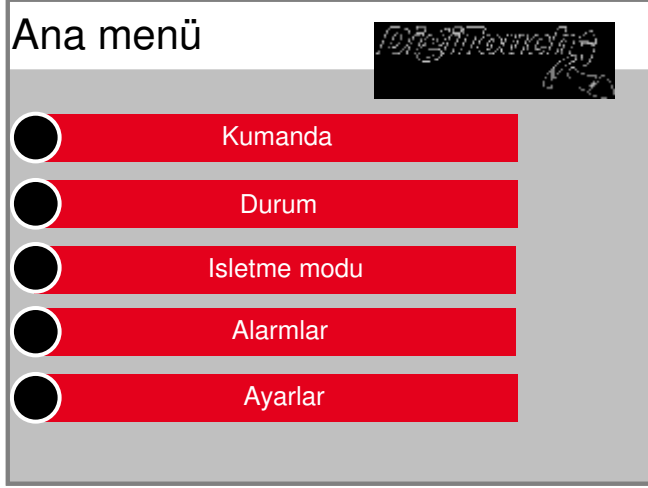 Ana menü
DigiTouch
Kumanda
Durum
Isletme modu
Alarmlar
Ayarlar